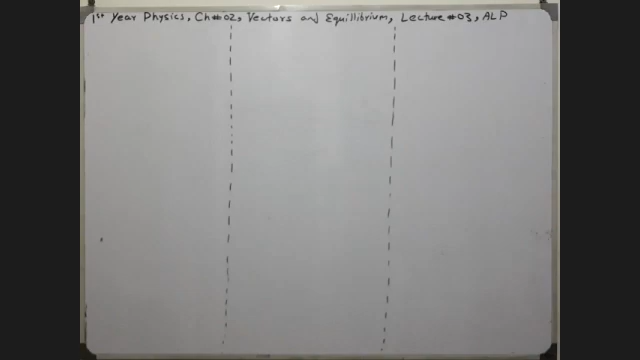 1st Year Physics, Ch#02, Vectors and Equillibrium, Lecture #03, ALP